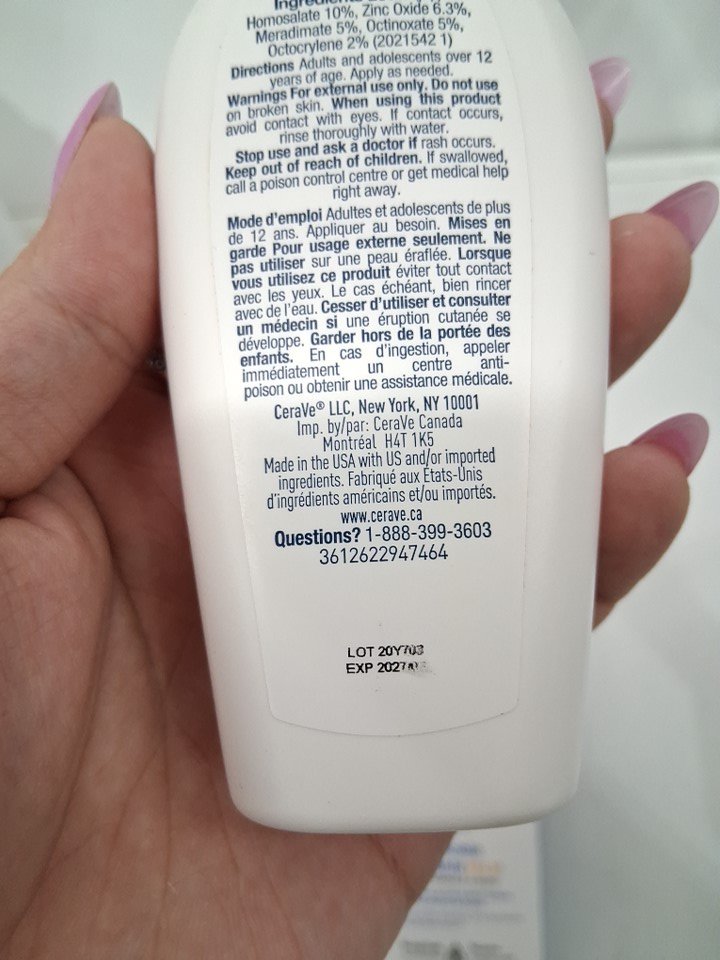 Homosalate 10%, Zinc Oxide 6.3%,
Meradimate 5%, Octinoxate 5%,
Octocrylene 2% (2021542 1)
Directions Adults and adolescents over 12
years of age. Apply as needed.
Warnings For external use only. Do not use
on broken skin. When using this product
avoid contact with eyes. If contact occurs,
rinse thoroughly with water.
Stop use and ask a doctor if rash occurs.
Keep out of reach of children. If swallowed,
call a poison control centre or get medical help
right away.
Mode d'emploi Adultes et adolescents de plus
de 12 ans. Appliquer au besoin. Mises en
garde Pour usage externe seulement. Ne
pas utiliser sur une peau éraflée. Lorsque
vous utilisez ce produit éviter tout contact
avec les yeux. Le cas échéant, bien rincer
avec de l'eau. Cesser d'utiliser et consulter
un médecin si une éruption cutanée se
développe. Garder hors de la portée des
enfants. En cas d'ingestion, appeler
immédiatement un centre anti-
poison ou obtenir une assistance médicale.
CeraVe® LLC, New York, NY 10001
Imp. by/par: CeraVe Canada
Montréal H4T 1K5
Made in the USA with US and/or imported
ingredients. Fabriqué aux États-Unis
d'ingrédients américains et/ou importés.
www.cerave.ca
Questions? 1-888-399-3603
3612622947464
LOT 20Y703
EXP 2027